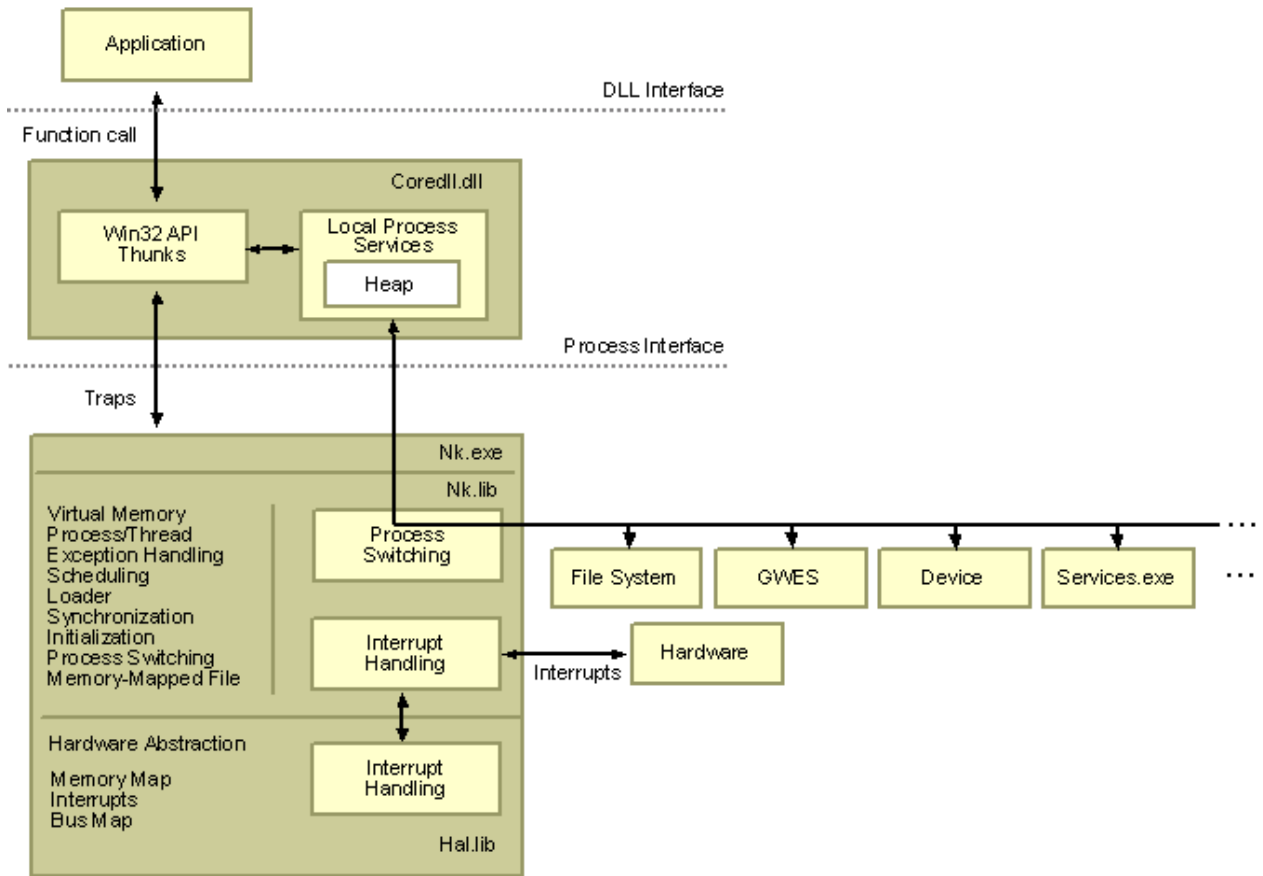 Application
DLL Interface
Function call
Coredll.dll
Win32 API
Thunks
Local Process
Services
Heap
Process Interface
Traps
Nk.exe
Nk.lib
Virtual Memory
Process/Thread
Exception Handling
Scheduling
Loader
Synchronization
Initialization
Process Switching
Memory-Mapped File
Process
Switching
File System
GWES
Device
Services.exe
...
...
Interrupt
Handling
Interrupts
Hardware
Hardware Abstraction
Memory Map
Interrupts
Bus Map
Interrupt
Handling
Hal.lib